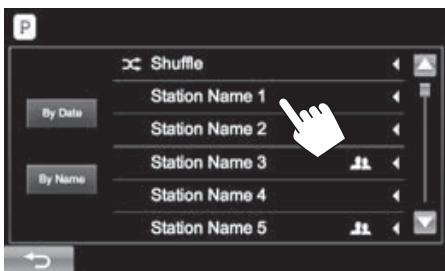 P
Shuffle
Station Name 1
By Date
Station Name 2
Station Name 3
By Name
Station Name 4
Station Name 5